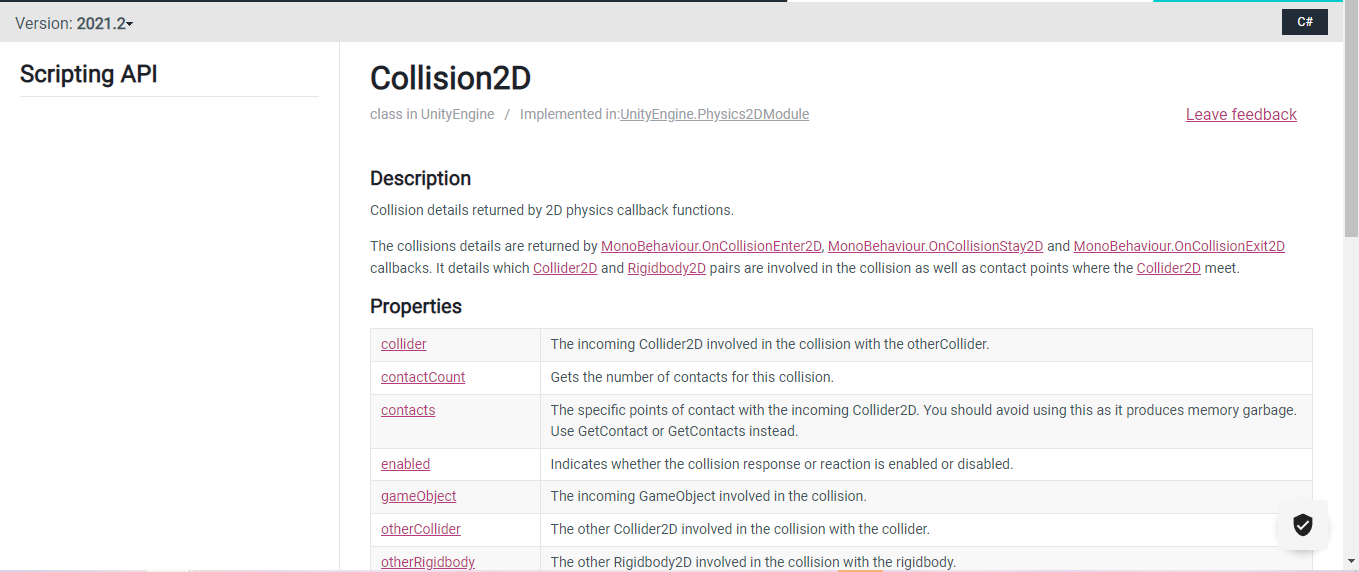 Version: 2021.2
C#
Scripting API
Collision2D
class in UnityEngine / Implemented in:UnityEngine.Physics2DModule
Leave feedback
Description
Collision details returned by 2D physics callback functions.
The collisions details are returned by MonoBehaviour.OnCollisionEnter2D, MonoBehaviour.OnCollisionStay2D and MonoBehaviour.OnCollisionExit2D
callbacks. It details which Collider2D and Rigidbody2D pairs are involved in the collision as well as contact points where the Collider2D meet.
Properties
collider The incoming Collider2D involved in the collision with the otherCollider.
contactCount Gets the number of contacts for this collision.
contacts The specific points of contact with the incoming Collider2D. You should avoid using this as it produces memory garbage.
Use GetContact or GetContacts instead.
enabled Indicates whether the collision response or reaction is enabled or disabled.
gameObject The incoming GameObject involved in the collision.
otherCollider The other Collider2D involved in the collision with the collider.
otherRigidbody The other Rigidbody2D involved in the collision with the rigidbody.